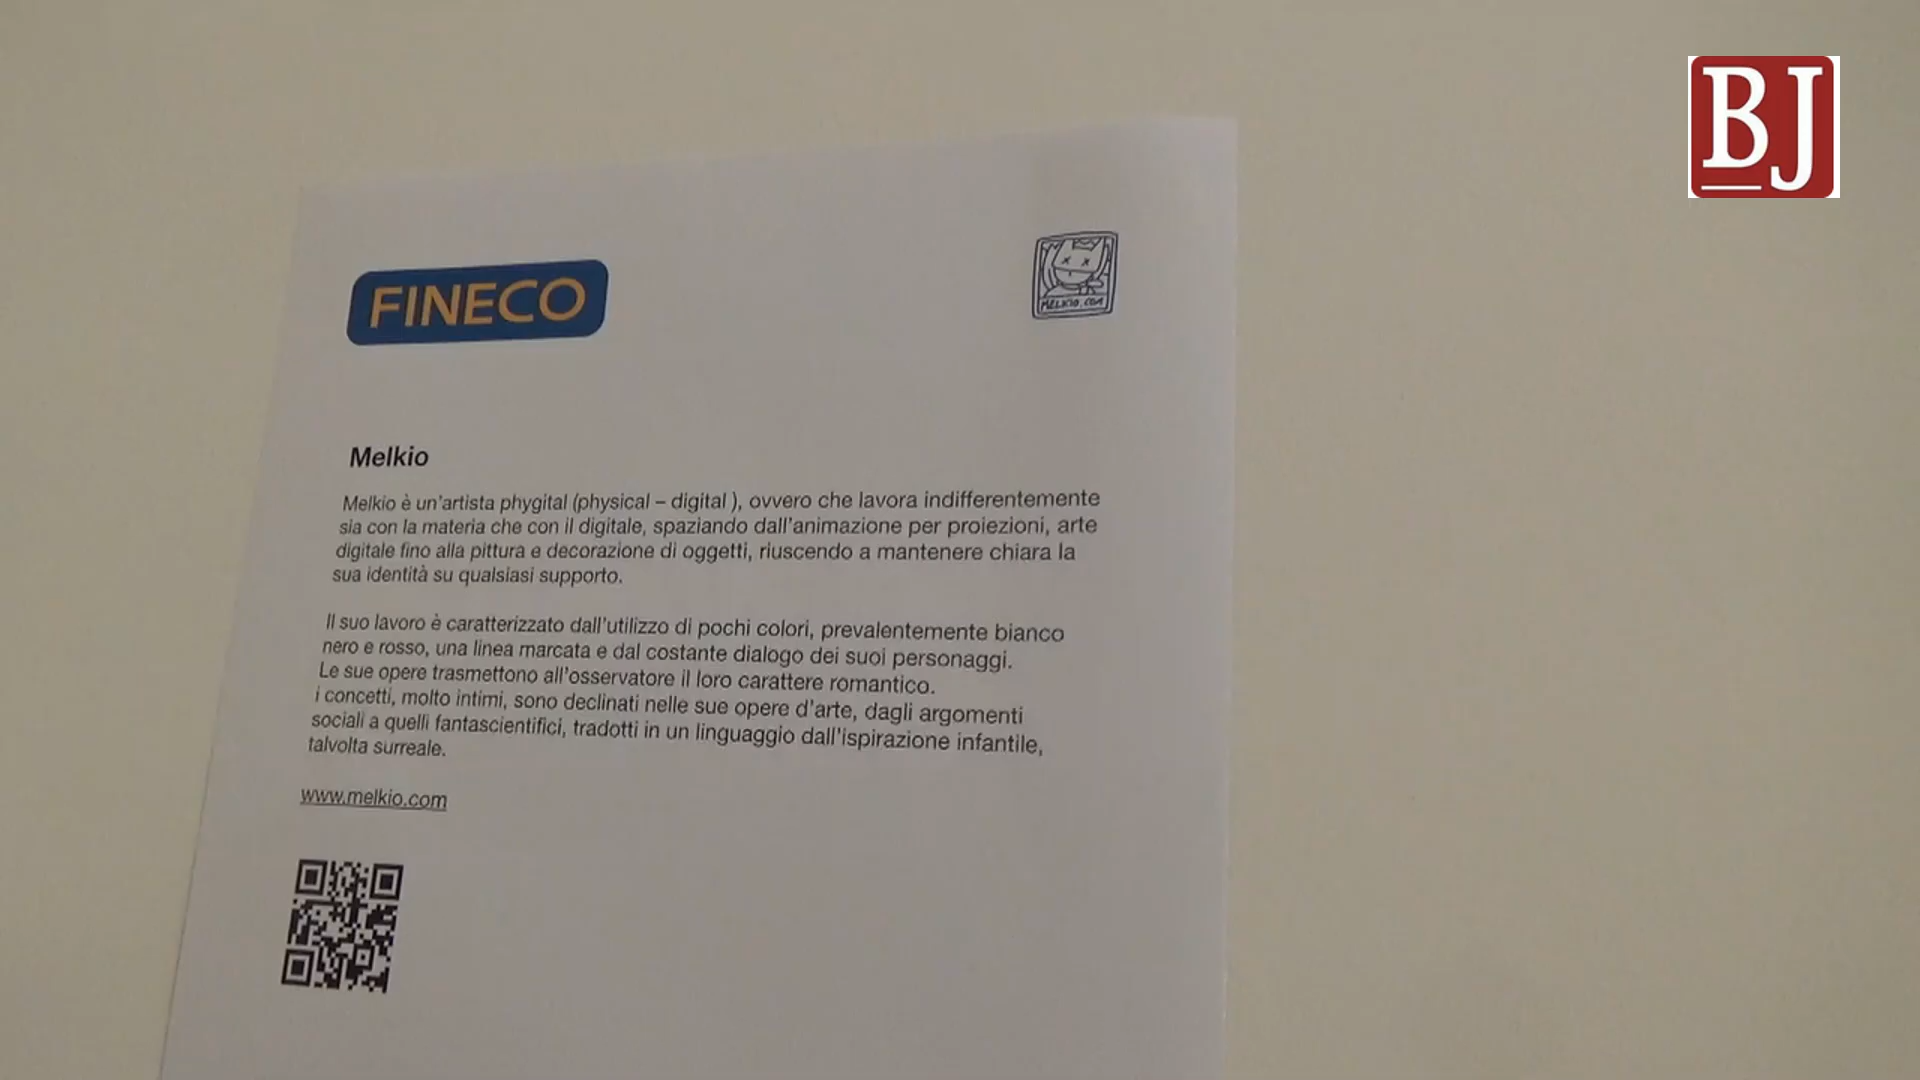 BJ
FINECO
MELKIO.COM
Melkio
Melkio è un'artista phygital (physical – digital ), ovvero che lavora indifferentemente
sia con la materia che con il digitale, spaziando dall'animazione per proiezioni, arte
digitale fino alla pittura e decorazione di oggetti, riuscendo a mantenere chiara la
sua identità su qualsiasi supporto.
Il suo lavoro è caratterizzato dall'utilizzo di pochi colori, prevalentemente bianco
nero e rosso, una linea marcata e dal costante dialogo dei suoi personaggi.
Le sue opere trasmettono all'osservatore il loro carattere romantico.
i concetti, molto intimi, sono declinati nelle sue opere d'arte, dagli argomenti
sociali a quelli fantascientifici, tradotti in un linguaggio dall'ispirazione infantile,
talvolta surreale.
www.melkio.com